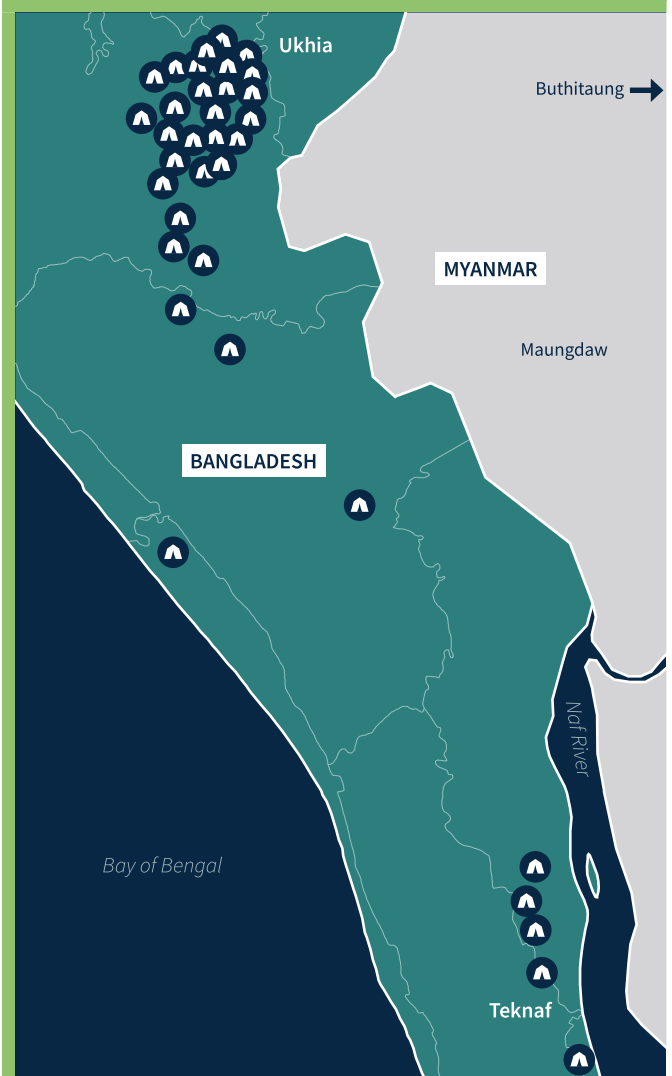 Ukhia
Buthitaung
MYANMAR
Maungdaw
BANGLADESH
Naf River
Bay of Bengal
Teknaf